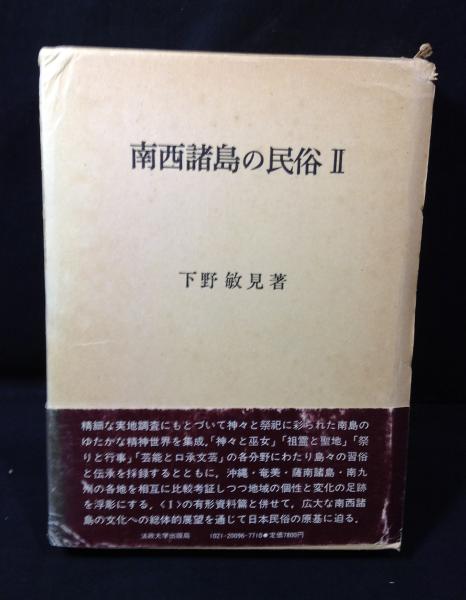 南西諸島の民俗 II
下野敏見著
精細な実地調査にもとづいて神々と祭祀に彩られた南島の
ゆたかな精神世界を集成。「神々と巫女」「祖霊と聖地」「祭
りと行事」「芸能と口承文芸」の各分野にわたり島々の習俗
と伝承を採録するとともに、沖縄・奄美・薩南諸島・南九
州の各地を相互に比較考証しつつ地域の個性と変化の足跡
を浮彫にする。〈I〉の有形資料篇と併せて、広大な南西諸
島の文化への総体的展望を通じて日本民俗の原基に迫る。
法政大学出版局 1021-20096-7710●定価7800円